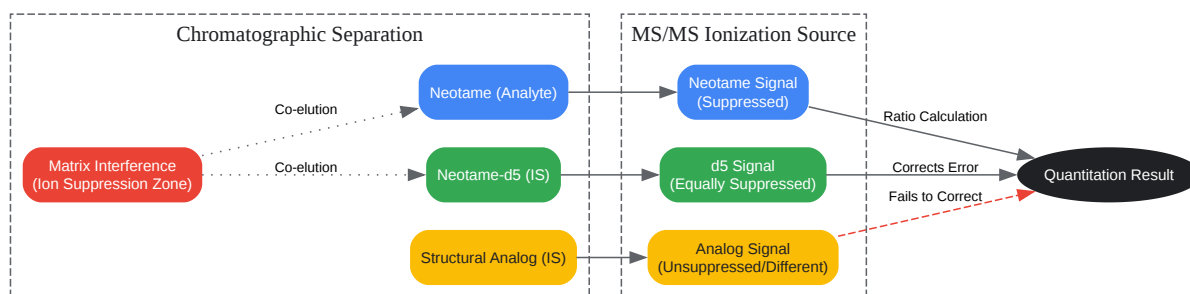 Chromatographic Separation
MS/MS Ionization Source
Neotame (Analyte)
Neotame Signal
(Suppressed)
Co-elution
Ratio Calculation
Matrix Interference
(Ion Suppression Zone)
Co-elution
Neotame-d5 (IS)
d5 Signal
(Equally Suppressed)
Corrects Error
Quantitation Result
Fails to Correct
Structural Analog (IS)
Analog Signal
(Unsuppressed/Different)